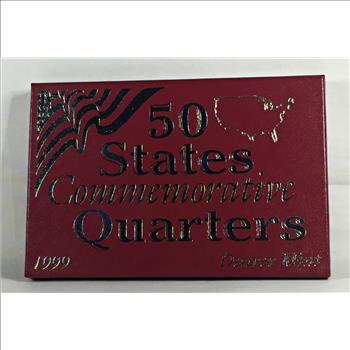 50
States
Commemorative
Quarters
1999 Denver Mint